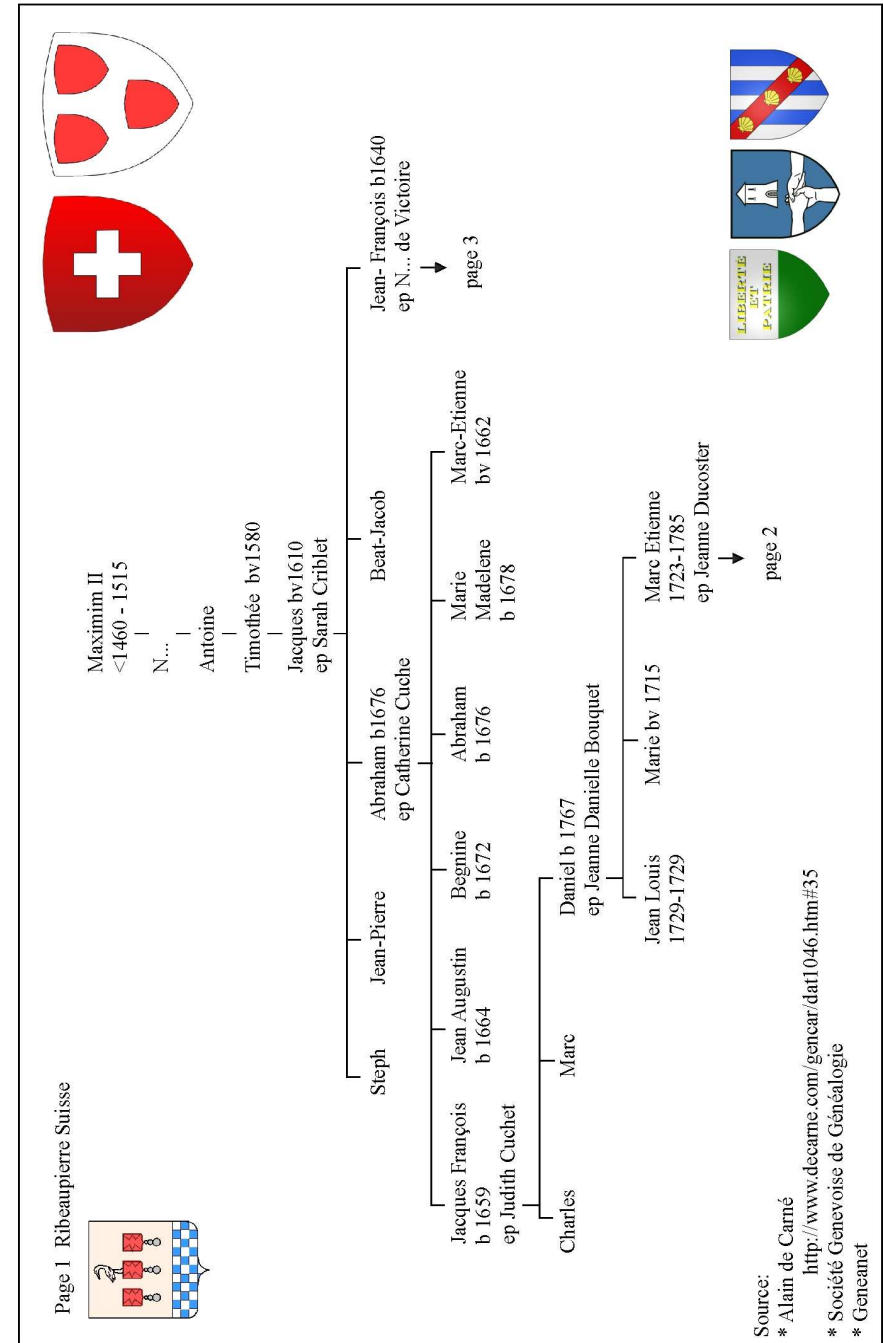 Page 1 Ribeaupierre Suisse
Maximim II
<1460 - 1515
N...
Antoine
Timothée bv1580
Jacques bv1610
ep Sarah Criblet
Steph
Jean-Pierre
Abraham b1676
ep Catherine Cuche
Beat-Jacob
Jean- François b1640
ep N... de Victoire
page 3
Jacques François
b 1659
ep Judith Cuchet
Jean Augustin
b 1664
Begnine
b 1672
Abraham
b 1676
Marie
Madelene
b 1678
Marc-Etienne
bv 1662
Charles
Marc
Daniel b 1767
ep Jeanne Danielle Bouquet
Jean Louis
1729-1729
Marie bv 1715
Marc Etienne
1723-1785
ep Jeanne Ducoster
page 2
Source:
* Alain de Carné
http://www.decarne.com/gencar/dat1046.htm#35
* Société Genevoise de Généalogie
* Geneanet
LIBERTE
ET
PATRIE